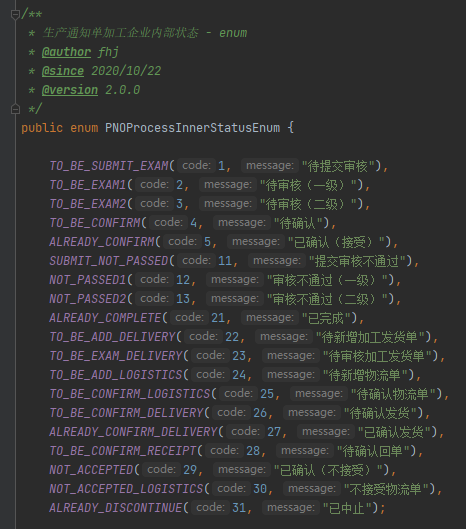 /**
* 生产通知单加工企业内部状态 - enum
* @author fhj
* @since 2020/10/22
* @version 2.0.0
*/
public enum PNOProcessInnerStatusEnum {
TO_BE_SUBMIT_EXAM( code: 1, message: "待提交审核"),
TO_BE_EXAM1( code: 2, message: "待审核（一级）"),
TO_BE_EXAM2( code: 3, message: "待审核（二级）"),
TO_BE_CONFIRM( code: 4, message: "待确认"),
ALREADY_CONFIRM( code: 5, message: "已确认（接受）"),
SUBMIT_NOT_PASSED( code: 11, message: "提交审核不通过"),
NOT_PASSED1( code: 12, message: "审核不通过（一级）"),
NOT_PASSED2( code: 13, message: "审核不通过（二级）"),
ALREADY_COMPLETE( code: 21, message: "已完成"),
TO_BE_ADD_DELIVERY( code: 22, message: "待新增加工发货单"),
TO_BE_EXAM_DELIVERY( code: 23, message: "待审核加工发货单"),
TO_BE_ADD_LOGISTICS( code: 24, message: "待新增物流单"),
TO_BE_CONFIRM_LOGISTICS( code: 25, message: "待确认物流单"),
TO_BE_CONFIRM_DELIVERY( code: 26, message: "待确认发货"),
ALREADY_CONFIRM_DELIVERY( code: 27, message: "已确认发货"),
TO_BE_CONFIRM_RECEIPT( code: 28, message: "待确认回单"),
NOT_ACCEPTED( code: 29, message: "已确认（不接受）"),
NOT_ACCEPTED_LOGISTICS( code: 30, message: "不接受物流单"),
ALREADY_DISCONTINUE( code: 31, message: "已中止");